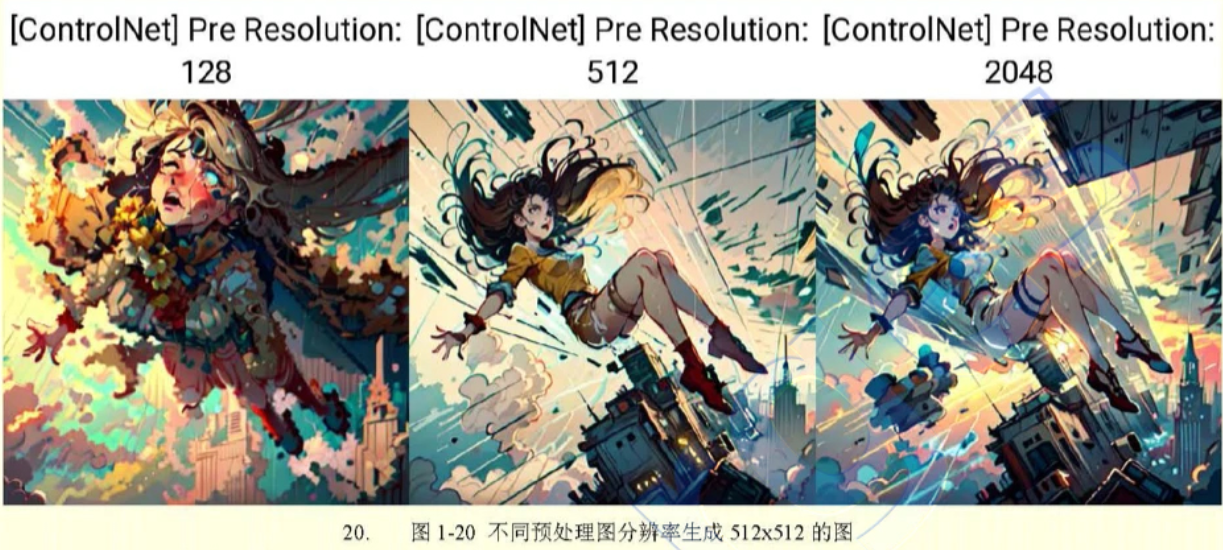 [ControlNet] Pre Resolution: [ControlNet] Pre Resolution: [ControlNet] Pre Resolution:
128 512 2048
20. 图 1-20 不同预处理图分辨率生成 512x512 的图